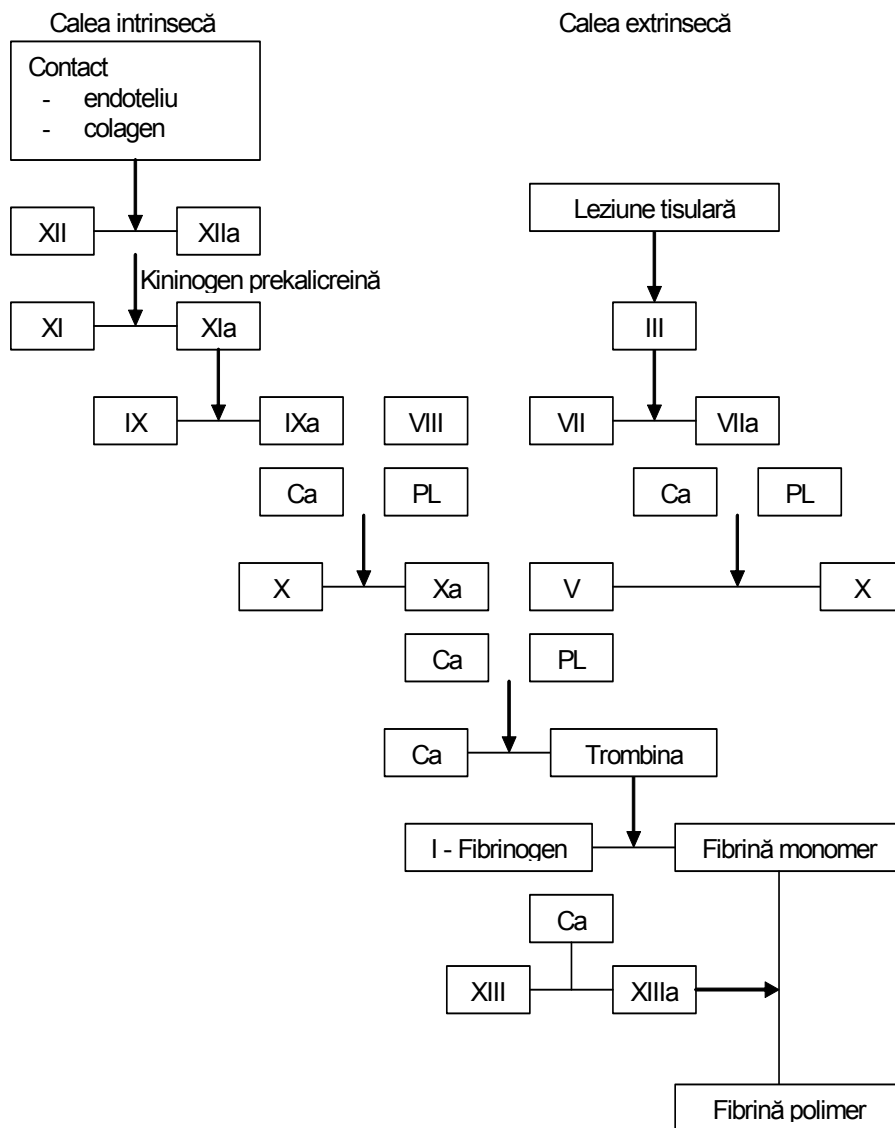 Calea intrinsecă Calea extrinsecă
Contact
- endoteliu
- colagen
Leziune tisulară
XII XIIa
Kininogen prekalicreină
XI XIa III
IX IXa VIII VII VIIa
Ca PL Ca PL
X Xa V X
Ca PL
Ca Trombina
I - Fibrinogen Fibrină monomer
Ca
XIII XIIIa
Fibrină polimer